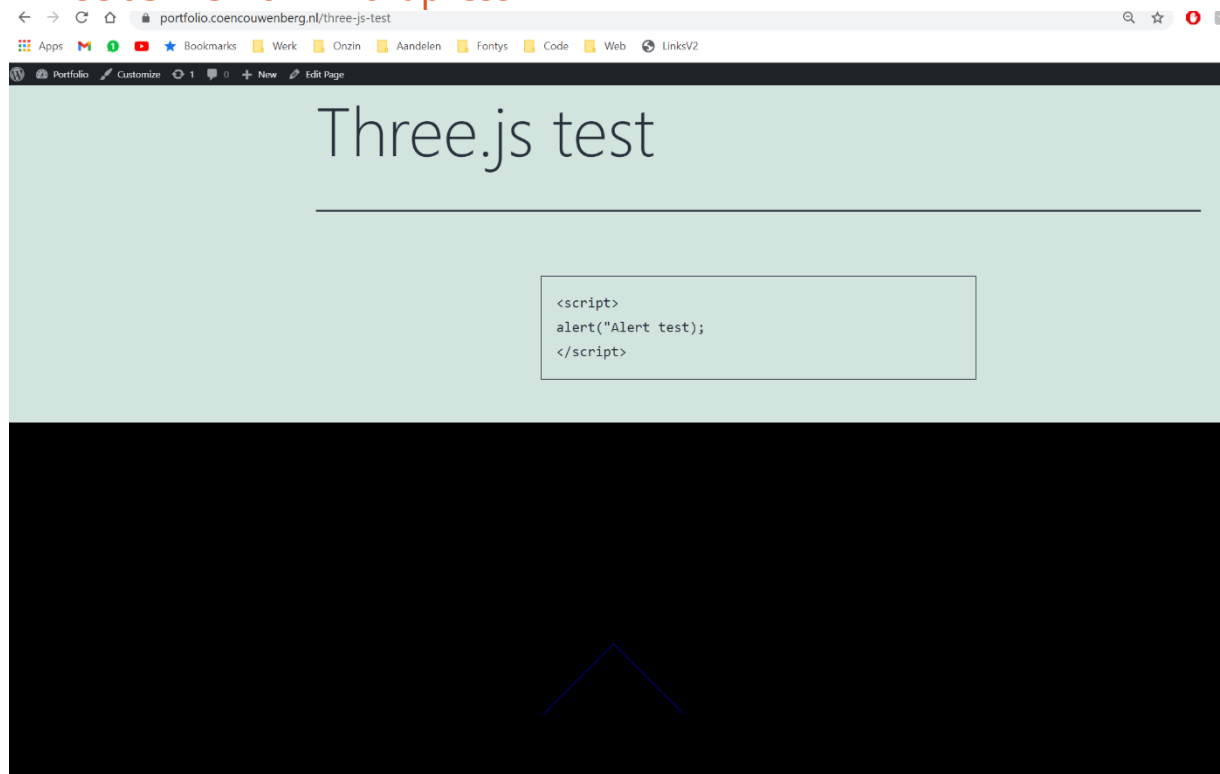 portfolio.coencouwenberg.nl/three-js-test
Apps Bookmarks Werk Onzin Aandelen Fontys Code Web LinksV2
Portfolio Customize 1 0 + New Edit Page
Three.js test
<script>
alert("Alert test);
</script>